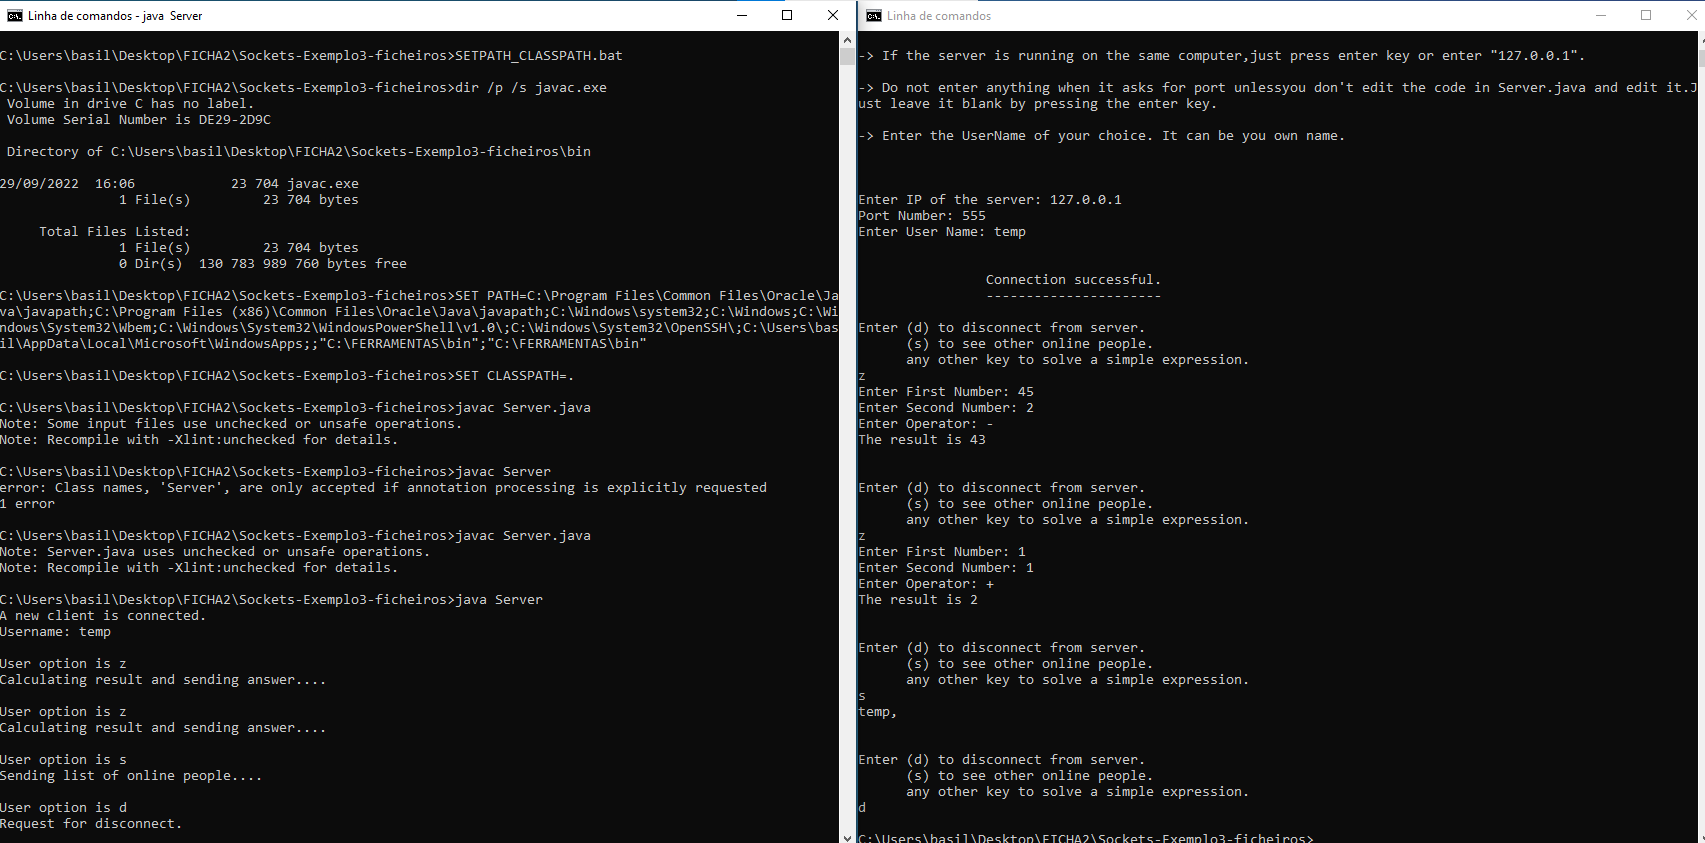 Linha de comandos - java  Server
C:\Users\basil\Desktop\FICHA2\Sockets-Exemplo3-ficheiros>SETPATH_CLASSPATH.bat
C:\Users\basil\Desktop\FICHA2\Sockets-Exemplo3-ficheiros>dir /p /s javac.exe
 Volume in drive C has no label.
 Volume Serial Number is DE29-2D9C
 Directory of C:\Users\basil\Desktop\FICHA2\Sockets-Exemplo3-ficheiros\bin
29/09/2022  16:06            23 704 javac.exe
               1 File(s)         23 704 bytes
     Total Files Listed:
               1 File(s)         23 704 bytes
               0 Dir(s)  130 783 989 760 bytes free
C:\Users\basil\Desktop\FICHA2\Sockets-Exemplo3-ficheiros>SET PATH=C:\Program Files\Common Files\Oracle\Ja
va\javapath;C:\Program Files (x86)\Common Files\Oracle\Java\javapath;C:\Windows\system32;C:\Windows;C:\Wi
ndows\System32\Wbem;C:\Windows\System32\WindowsPowerShell\v1.0\;C:\Windows\System32\OpenSSH\;C:\Users\bas
il\AppData\Local\Microsoft\WindowsApps;;"C:\FERRAMENTAS\bin";"C:\FERRAMENTAS\bin"
C:\Users\basil\Desktop\FICHA2\Sockets-Exemplo3-ficheiros>SET CLASSPATH=.
C:\Users\basil\Desktop\FICHA2\Sockets-Exemplo3-ficheiros>javac Server.java
Note: Some input files use unchecked or unsafe operations.
Note: Recompile with -Xlint:unchecked for details.
C:\Users\basil\Desktop\FICHA2\Sockets-Exemplo3-ficheiros>javac Server
error: Class names, 'Server', are only accepted if annotation processing is explicitly requested
1 error
C:\Users\basil\Desktop\FICHA2\Sockets-Exemplo3-ficheiros>javac Server.java
Note: Server.java uses unchecked or unsafe operations.
Note: Recompile with -Xlint:unchecked for details.
C:\Users\basil\Desktop\FICHA2\Sockets-Exemplo3-ficheiros>java Server
A new client is connected.
Username: temp
User option is z
Calculating result and sending answer....
User option is z
Calculating result and sending answer....
User option is s
Sending list of online people....
User option is d
Request for disconnect.
Linha de comandos
-> If the server is running on the same computer,just press enter key or enter "127.0.0.1".
-> Do not enter anything when it asks for port unlessyou don't edit the code in Server.java and edit it.J
ust leave it blank by pressing the enter key.
-> Enter the UserName of your choice. It can be you own name.
Enter IP of the server: 127.0.0.1
Port Number: 555
Enter User Name: temp
                Connection successful.
                ----------------------
Enter (d) to disconnect from server.
      (s) to see other online people.
      any other key to solve a simple expression.
z
Enter First Number: 45
Enter Second Number: 2
Enter Operator: -
The result is 43
Enter (d) to disconnect from server.
      (s) to see other online people.
      any other key to solve a simple expression.
z
Enter First Number: 1
Enter Second Number: 1
Enter Operator: +
The result is 2
Enter (d) to disconnect from server.
      (s) to see other online people.
      any other key to solve a simple expression.
s
temp,
Enter (d) to disconnect from server.
      (s) to see other online people.
      any other key to solve a simple expression.
d
C:\Users\basil\Desktop\FICHA2\Sockets-Exemplo3-ficheiros>